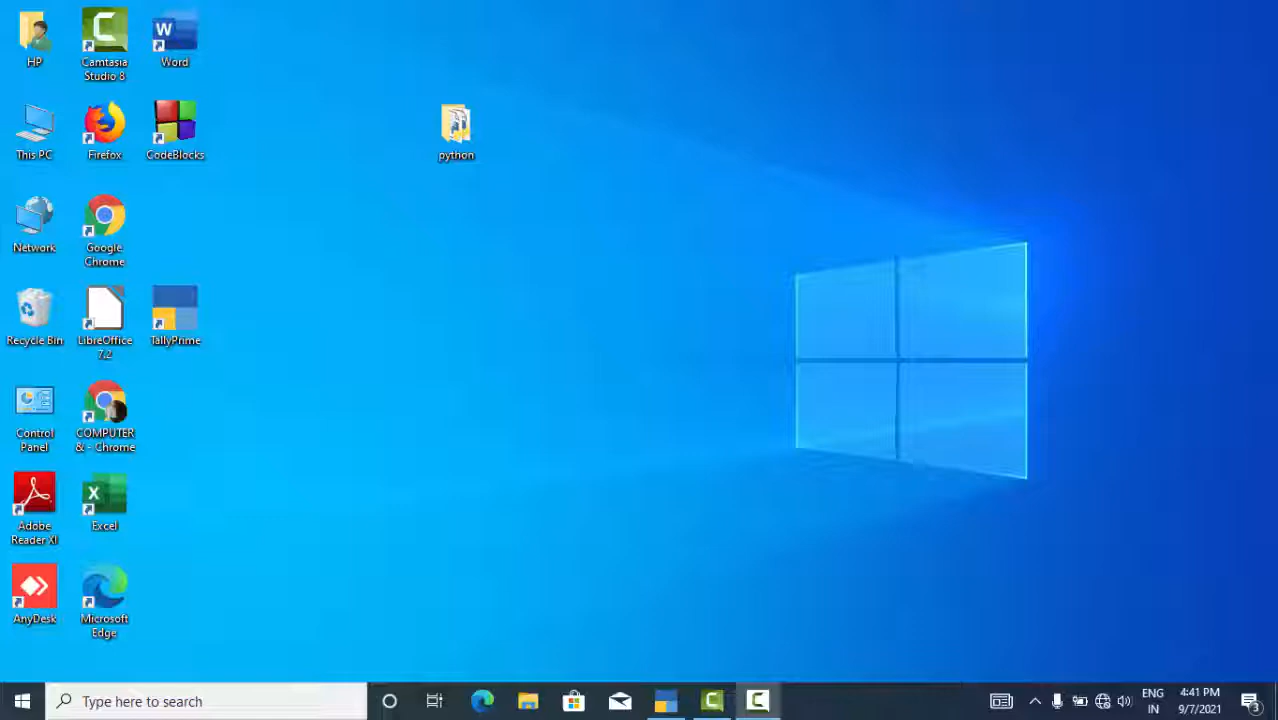 HP
Camtasia
Studio 8
Word
This PC
Firefox
CodeBlocks
python
Network
Google
Chrome
Recycle Bin
LibreOffice
7.2
TallyPrime
Control
Panel
COMPUTER
& - Chrome
Adobe
Reader XI
Excel
AnyDesk
Microsoft
Edge
Type here to search
ENG
IN
4:41 PM
9/7/2021
3